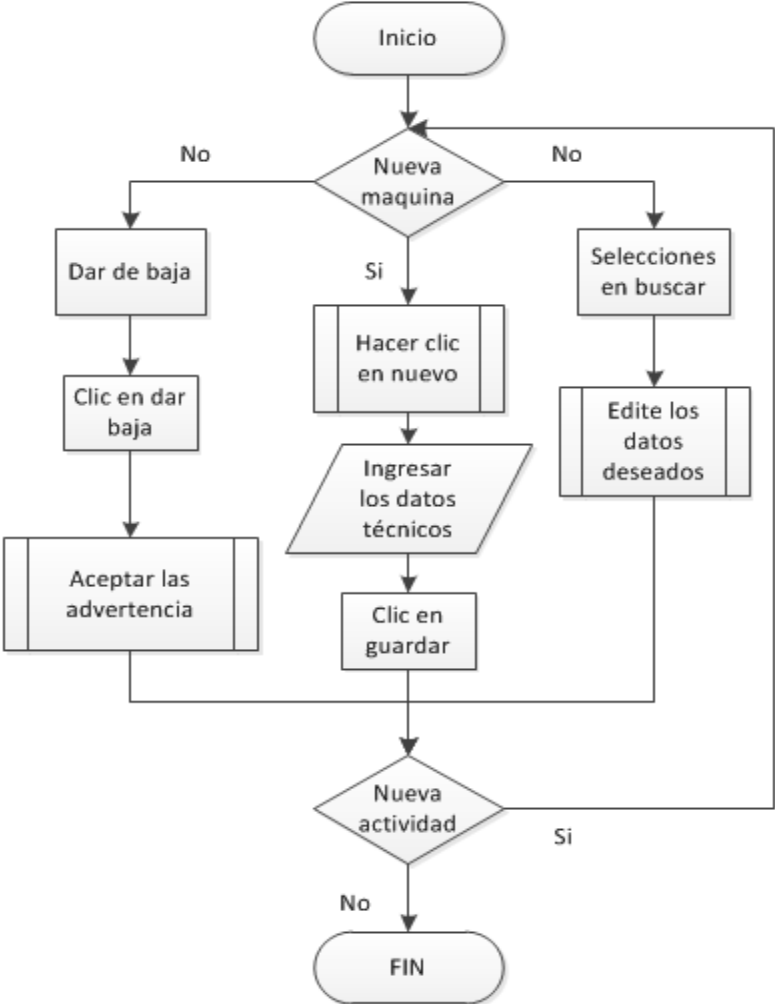 Inicio
Nueva
maquina
No
No
Si
Dar de baja
Clic en dar
baja
Aceptar las
advertencia
Hacer clic
en nuevo
Ingresar
los datos
técnicos
Clic en
guardar
Selecciones
en buscar
Edite los
datos
deseados
Nueva
actividad
Si
No
FIN